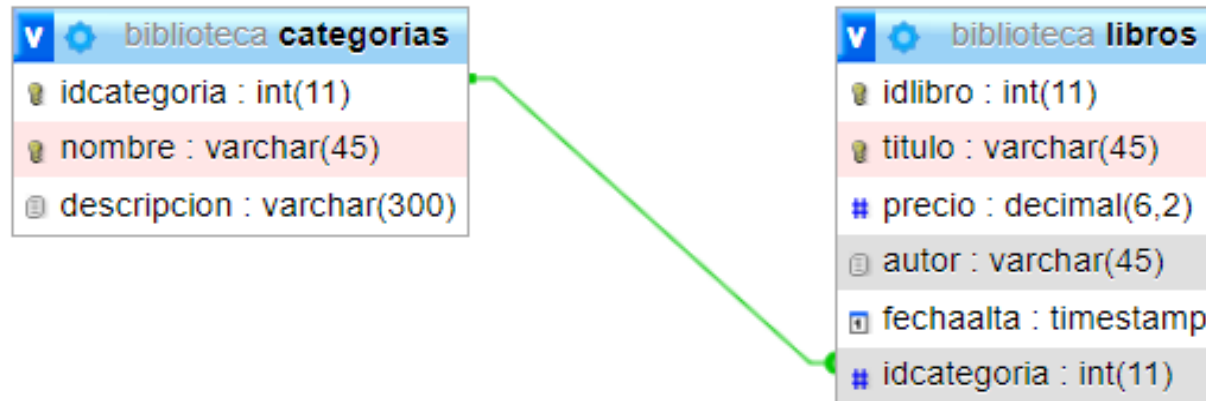 v biblioteca categorias
idcategoria : int(11)
nombre : varchar(45)
descripcion : varchar(300)
v biblioteca libros
idlibro : int(11)
titulo : varchar(45)
# precio : decimal(6,2)
autor : varchar(45)
fechaalta : timestamp
# idcategoria : int(11)